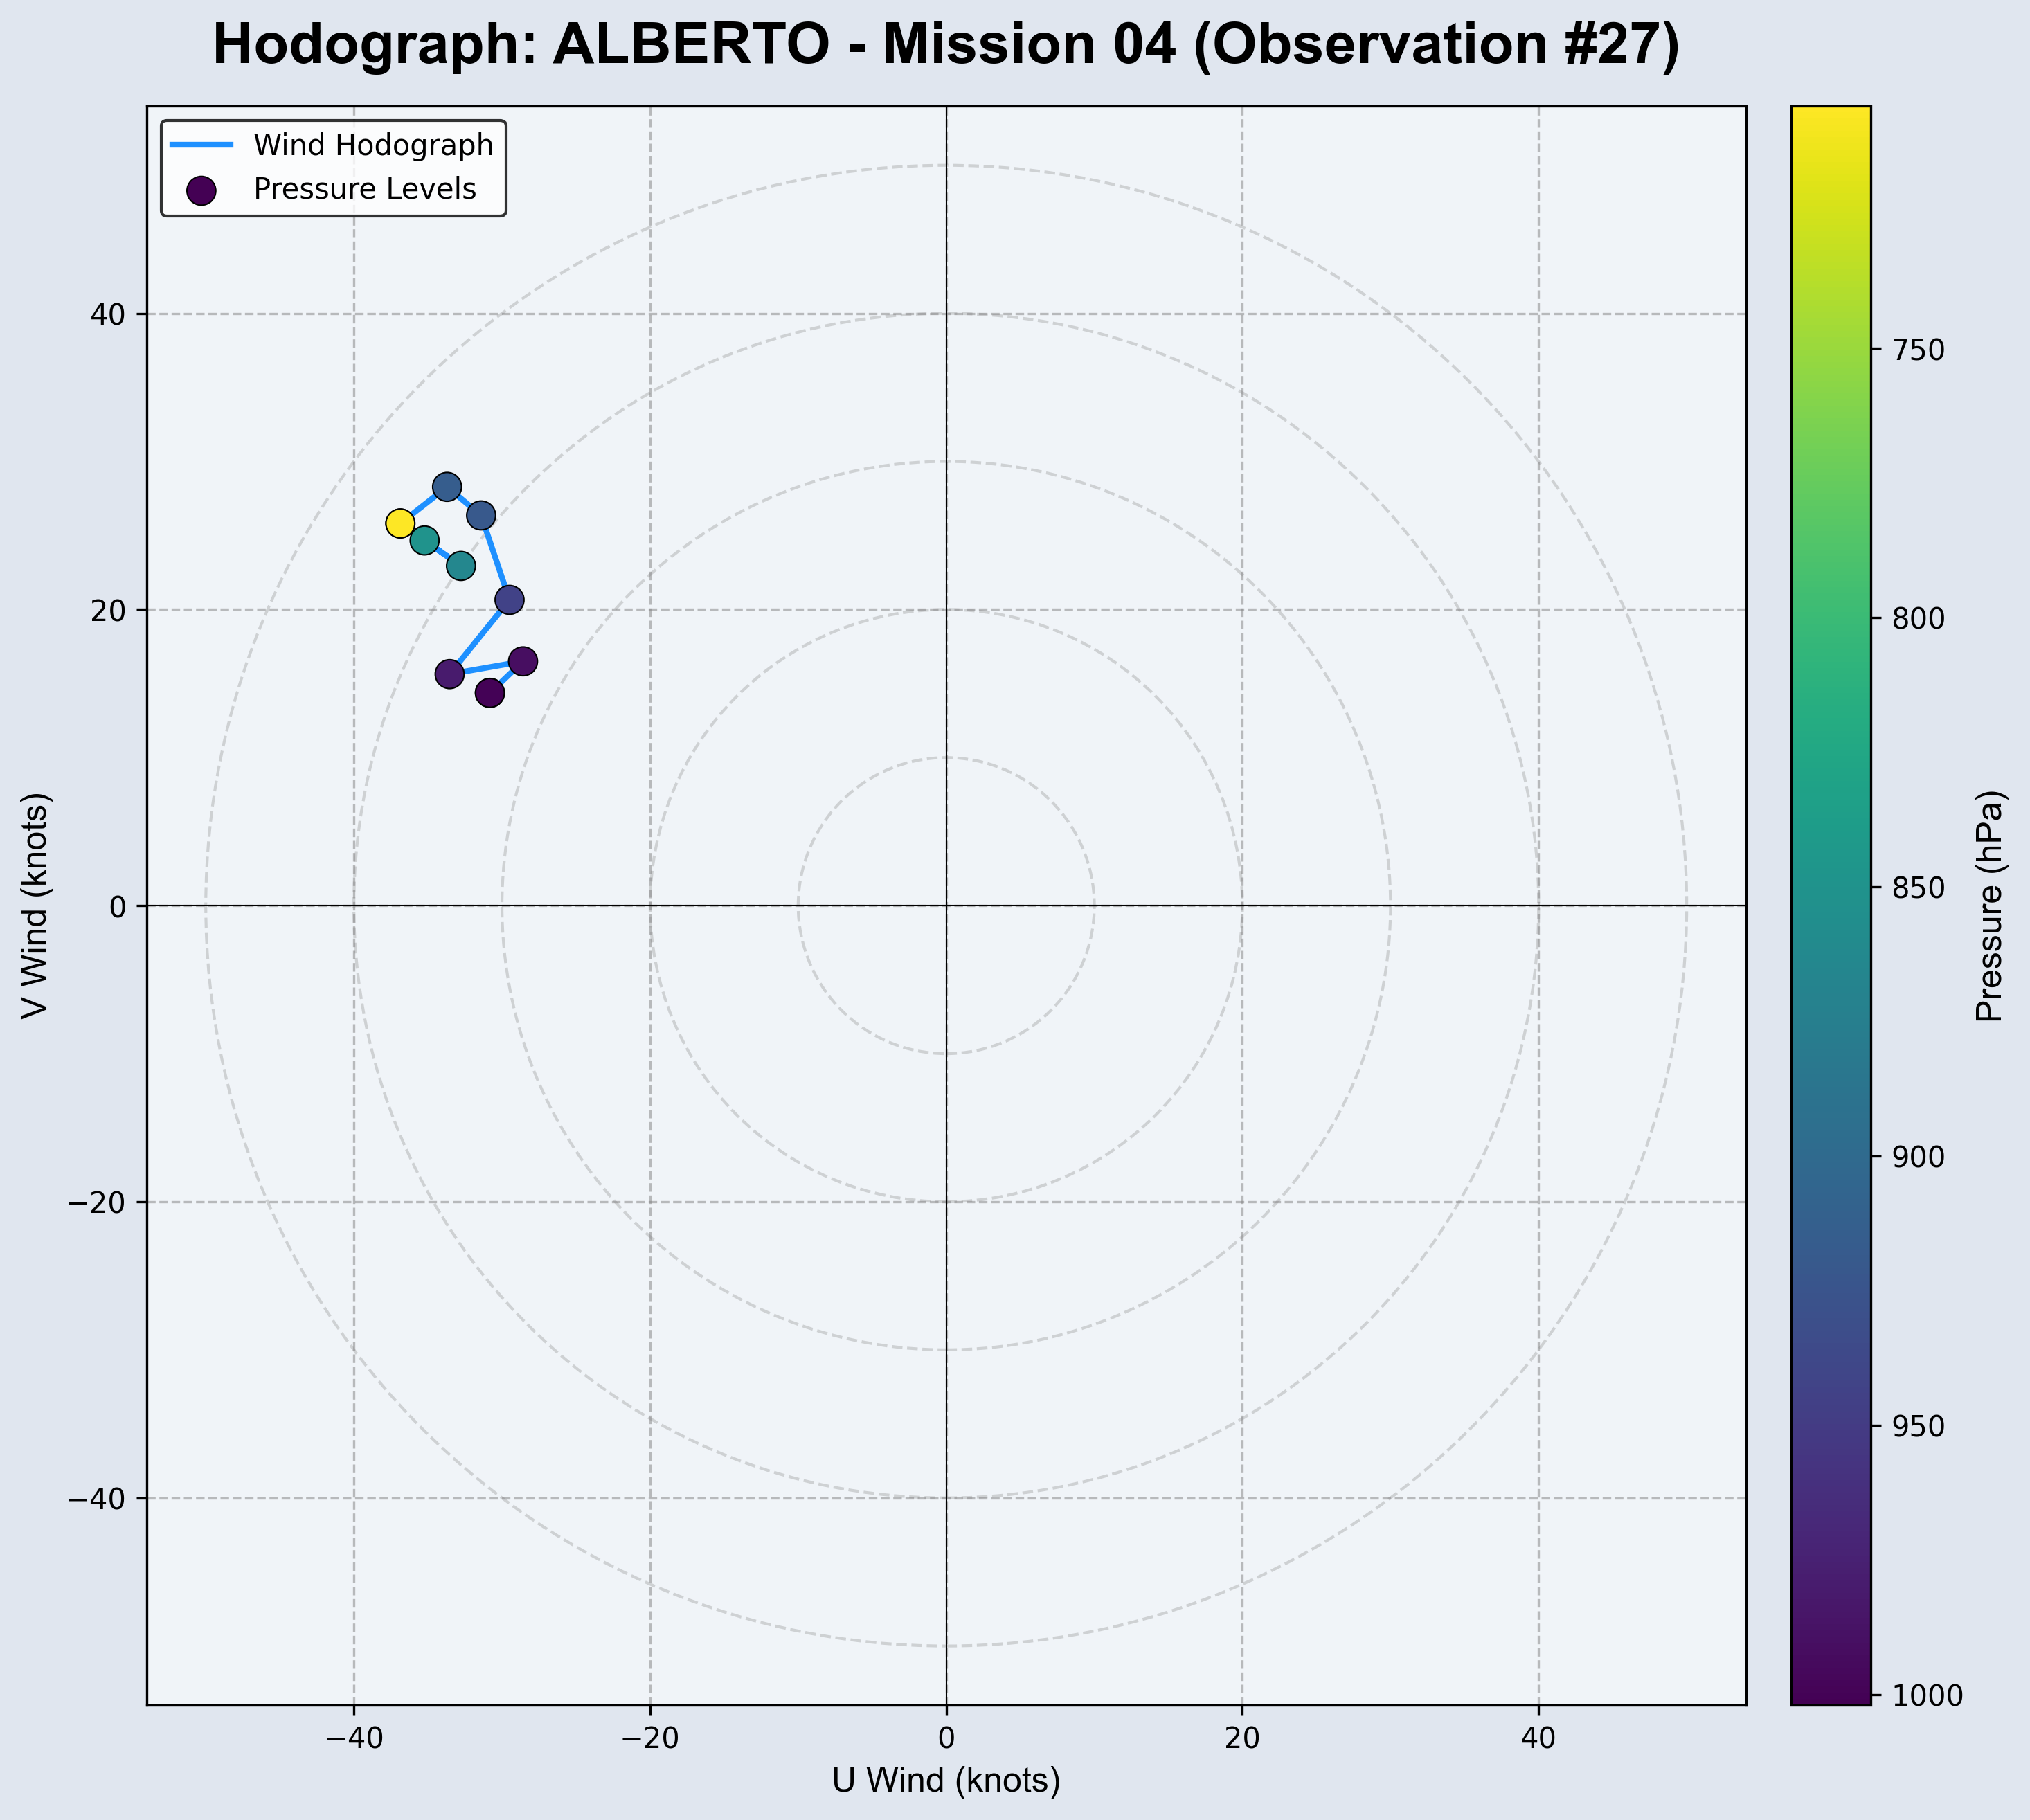 Hodograph: ALBERTO - Mission 04 (Observation #27)
Wind Hodograph
Pressure Levels
40
20
0
−20
−40
V Wind (knots)
−40
−20
0
20
40
U Wind (knots)
750
800
850
900
950
1000
Pressure (hPa)